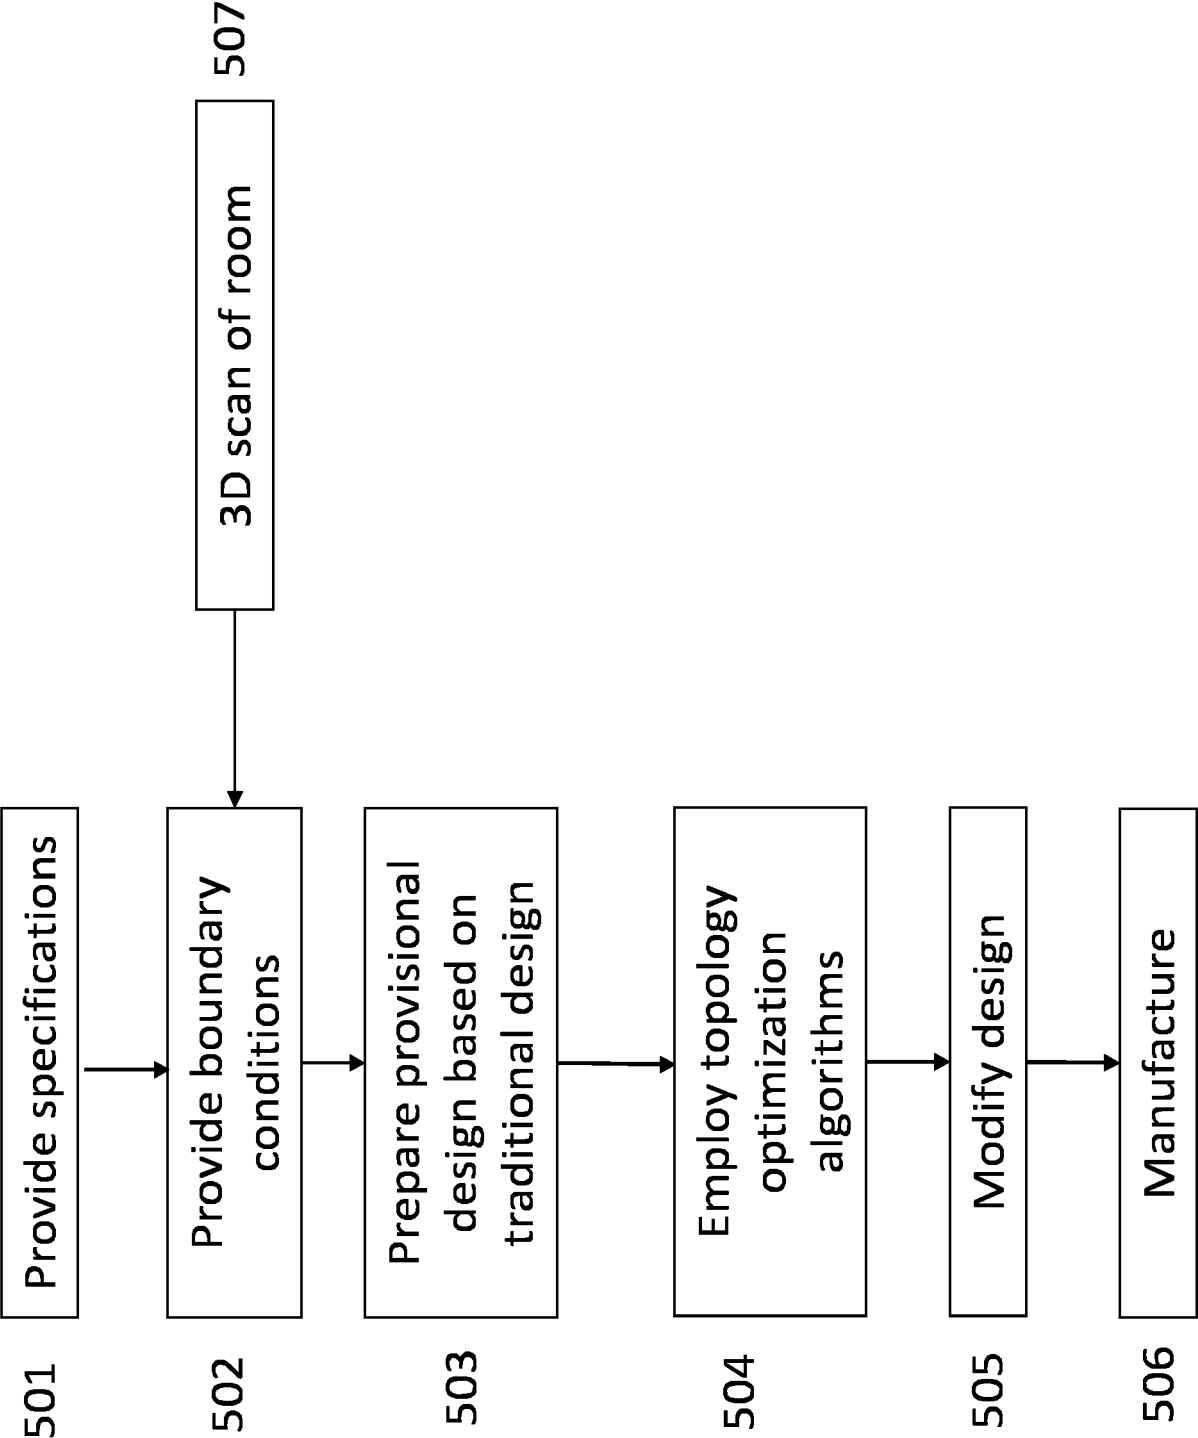 501
Provide specifications
502
Provide boundary
conditions
507
3D scan of room
503
Prepare provisional
design based on
traditional design
504
Employ topology
optimization
algorithms
505
Modify design
506
Manufacture